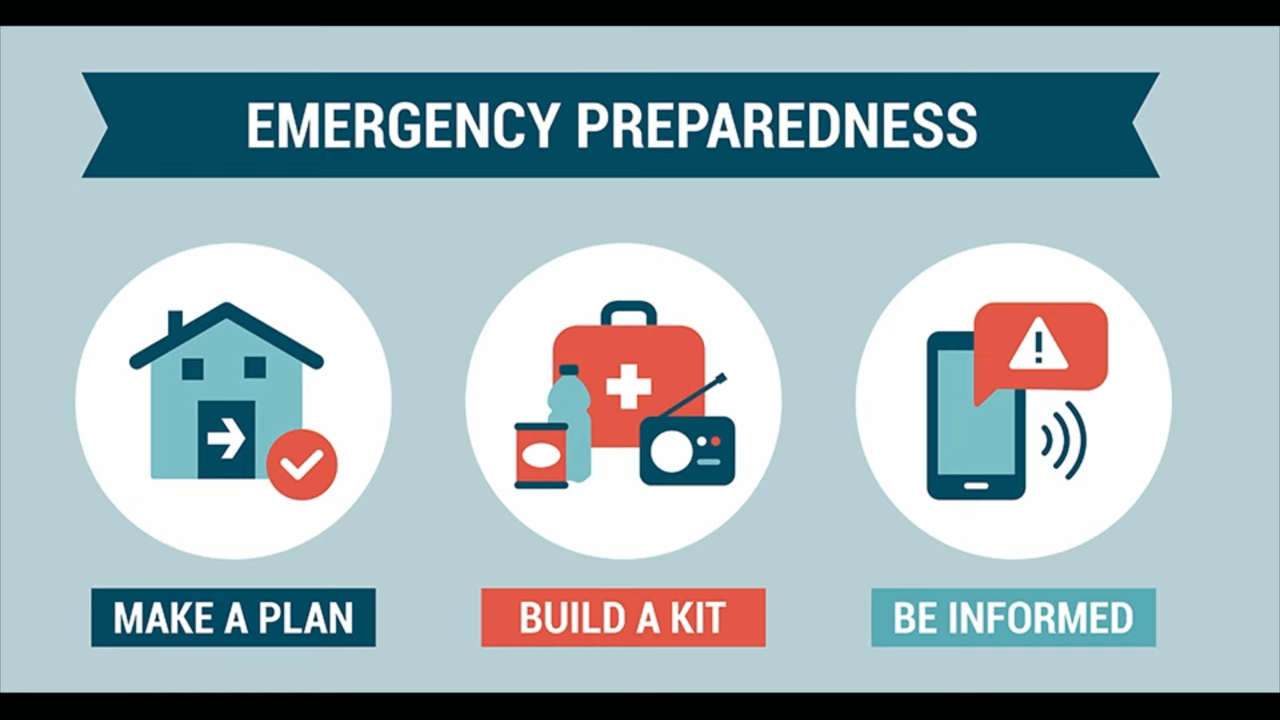 EMERGENCY PREPAREDNESS
MAKE A PLAN
BUILD A KIT
BE INFORMED